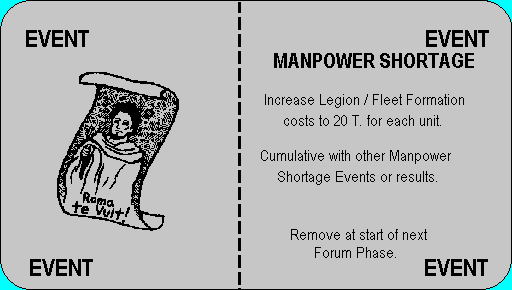 EVENT
Roma
te Vult!
EVENT
EVENT
MANPOWER SHORTAGE
Increase Legion / Fleet Formation
costs to 20 T. for each unit.
Cumulative with other Manpower
Shortage Events or results.
Remove at start of next
Forum Phase.
EVENT